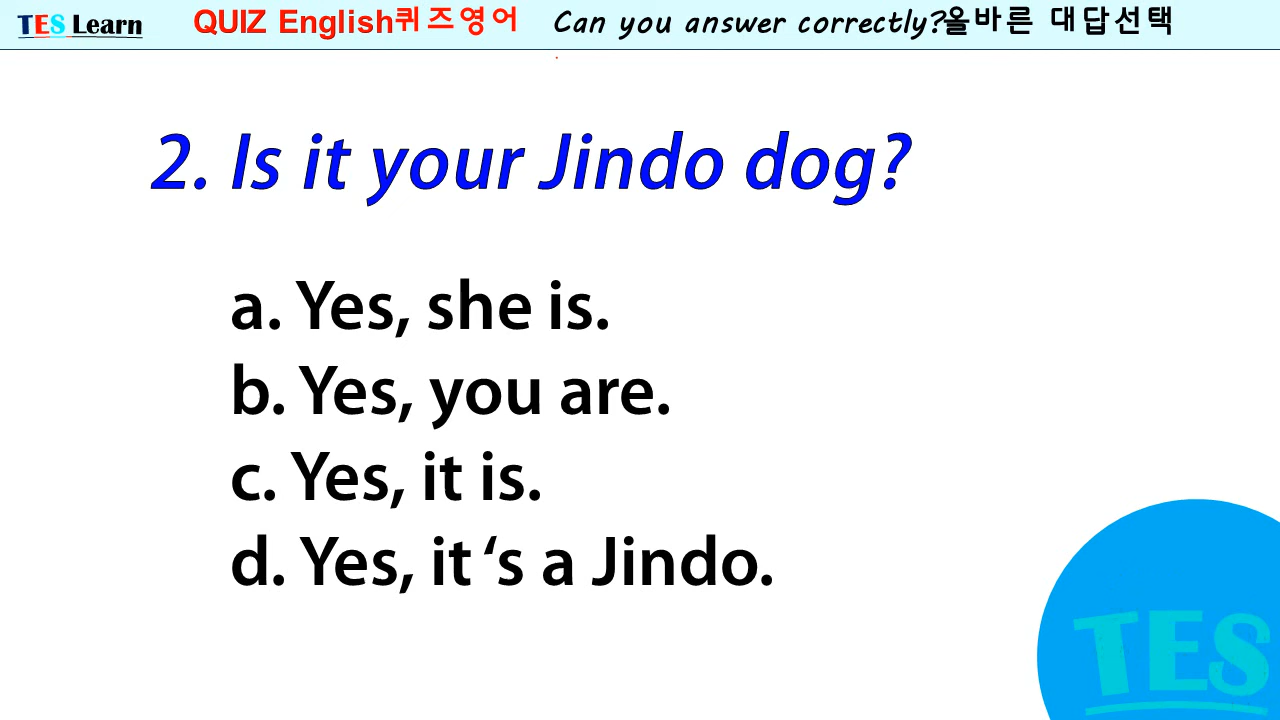 TES Learn QUIZ English퀴즈영어 Can you answer correctly?올바른 대답선택
2. Is it your Jindo dog?
a. Yes, she is.
b. Yes, you are.
c. Yes, it is.
d. Yes, it ‘s a Jindo.
TES